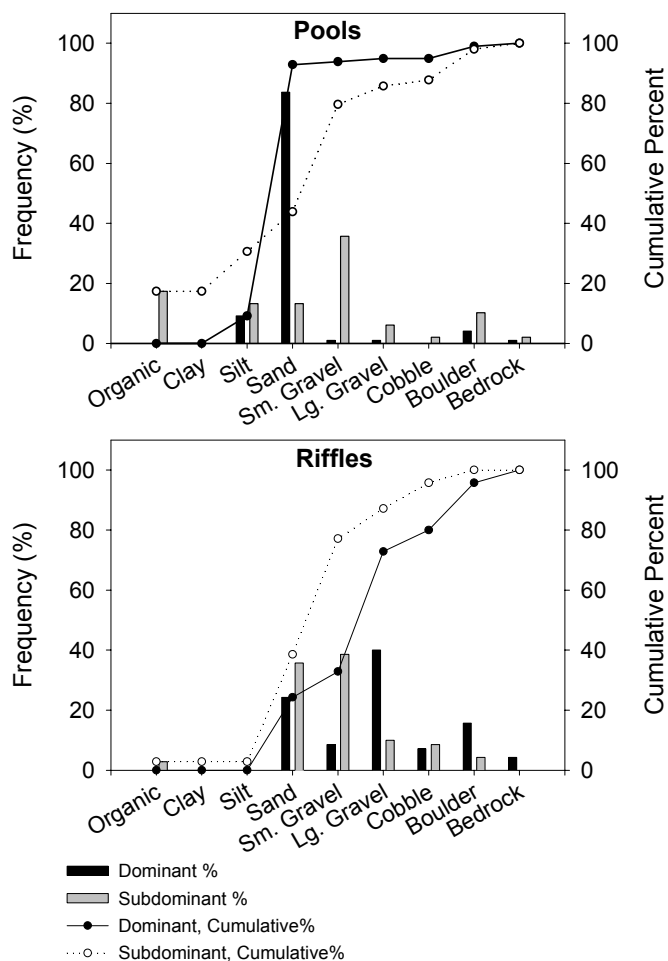 Pools
100
80
60
40
20
0
Frequency (%)
100
80
60
40
20
0
Cumulative Percent
Organic
Clay
Silt
Sand
Sm. Gravel
Lg. Gravel
Cobble
Boulder
Bedrock
Riffles
100
80
60
40
20
0
Frequency (%)
100
80
60
40
20
0
Cumulative Percent
Organic
Clay
Silt
Sand
Sm. Gravel
Lg. Gravel
Cobble
Boulder
Bedrock
Dominant %
Subdominant %
Dominant, Cumulative%
Subdominant, Cumulative%